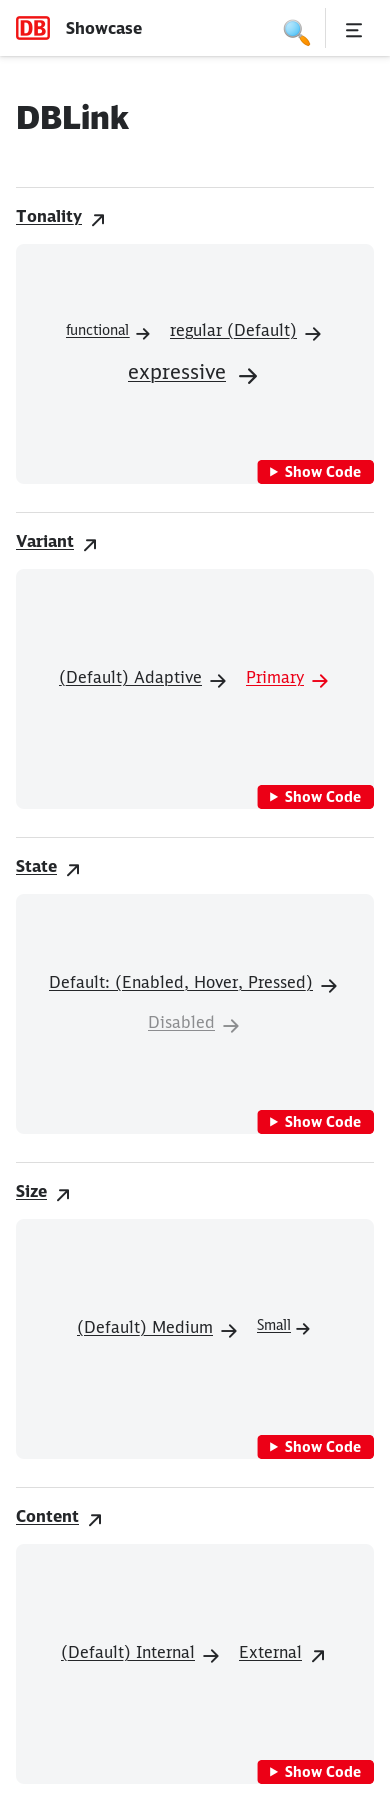 DB Showcase
DBLink
Tonality
functional regular (Default)
expressive
Show Code
Variant
(Default) Adaptive Primary
Show Code
State
Default: (Enabled, Hover, Pressed)
Disabled
Show Code
Size
(Default) Medium Small
Show Code
Content
(Default) Internal External
Show Code